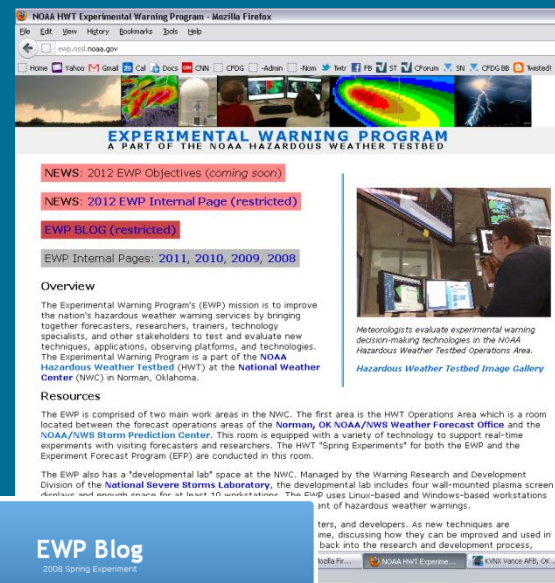 NOAA HWT Experimental Warning Program - Mozilla Firefox
File Edit View History Bookmarks Tools Help
ewp.nssl.noaa.gov
Home Yahoo Gmail Cal Docs CNN CPDG -Admin -Nom Twtr FB ST CForum SN CPDG BB Twisted!
EXPERIMENTAL WARNING PROGRAM
A PART OF THE NOAA HAZARDOUS WEATHER TESTBED
NEWS: 2012 EWP Objectives (coming soon)
NEWS: 2012 EWP Internal Page (restricted)
EWP BLOG (restricted)
EWP Internal Pages: 2011, 2010, 2009, 2008
Overview
The Experimental Warning Program's (EWP) mission is to improve
the nation's hazardous weather warning services by bringing
together forecasters, researchers, trainers, technology
specialists, and other stakeholders to test and evaluate new
techniques, applications, observing platforms, and technologies.
The Experimental Warning Program is a part of the NOAA
Hazardous Weather Testbed (HWT) at the National Weather
Center (NWC) in Norman, Oklahoma.
Meteorologists evaluate experimental warning
decision-making technologies in the NOAA
Hazardous Weather Testbed Operations Area.
Hazardous Weather Testbed Image Gallery
Resources
The EWP is comprised of two main work areas in the NWC. The first area is the HWT Operations Area which is a room
located between the forecast operations areas of the Norman, OK NOAA/NWS Weather Forecast Office and the
NOAA/NWS Storm Prediction Center. This room is equipped with a variety of technology to support real-time
experiments with visiting forecasters and researchers. The HWT "Spring Experiments" for both the EWP and the
Experiment Forecast Program (EFP) are conducted in this room.
The EWP also has a "developmental lab" space at the NWC. Managed by the Warning Research and Development
Division of the National Severe Storms Laboratory, the developmental lab includes four wall-mounted plasma screen
displays and enough space for at least 10 workstations. The EWP uses Linux-based and Windows-based workstations
ent of hazardous weather warnings.
ters, and developers. As new techniques are
me, discussing how they can be improved and used in
back into the research and development process,
ozilla Fir... NOAA HWT Experime... KVNX Vance AFB, OK
EWP Blog
2008 Spring Experiment